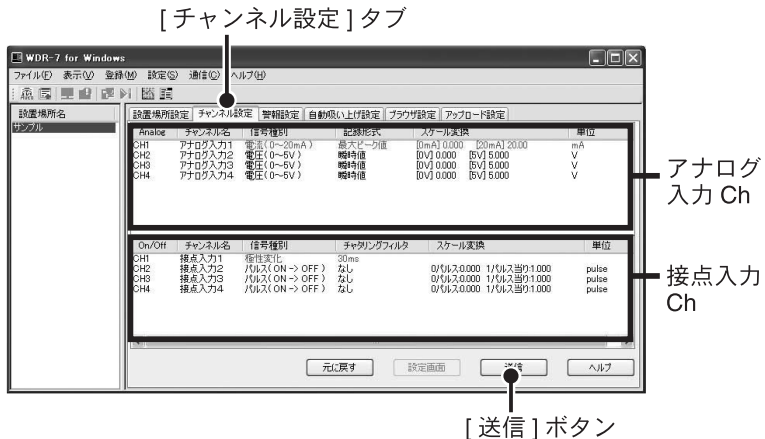 [ チャンネル設定 ] タブ
WDR-7 for Windows
ファイル(F) 表示(V) 登録(M) 設定(S) 通信(C) ヘルプ(H)
設置場所名
サンプル
設置場所設定 チャンネル設定 警報設定 自動吸い上げ設定 ブラウザ設定 アップロード設定
Analog チャンネル名 信号種別 記録形式 スケール変換 単位
CH1 アナログ入力1 電流(0~20mA) 最大ピーク値 [0mA] 0.000 [20mA] 20.00 mA
CH2 アナログ入力2 電圧(0~5V) 瞬時値 [0V] 0.000 [5V] 5.000 V
CH3 アナログ入力3 電圧(0~5V) 瞬時値 [0V] 0.000 [5V] 5.000 V
CH4 アナログ入力4 電圧(0~5V) 瞬時値 [0V] 0.000 [5V] 5.000 V
アナログ
入力 Ch
On/Off チャンネル名 信号種別 チャタリングフィルタ スケール変換 単位
CH1 接点入力1 極性変化 30ms
CH2 接点入力2 パルス( ON -> OFF ) なし 0パルス:0.000 1パルス当り:1.000 pulse
CH3 接点入力3 パルス( ON -> OFF ) なし 0パルス:0.000 1パルス当り:1.000 pulse
CH4 接点入力4 パルス( ON -> OFF ) なし 0パルス:0.000 1パルス当り:1.000 pulse
接点入力
Ch
元に戻す 設定画面 送信 ヘルプ
[ 送信 ] ボタン